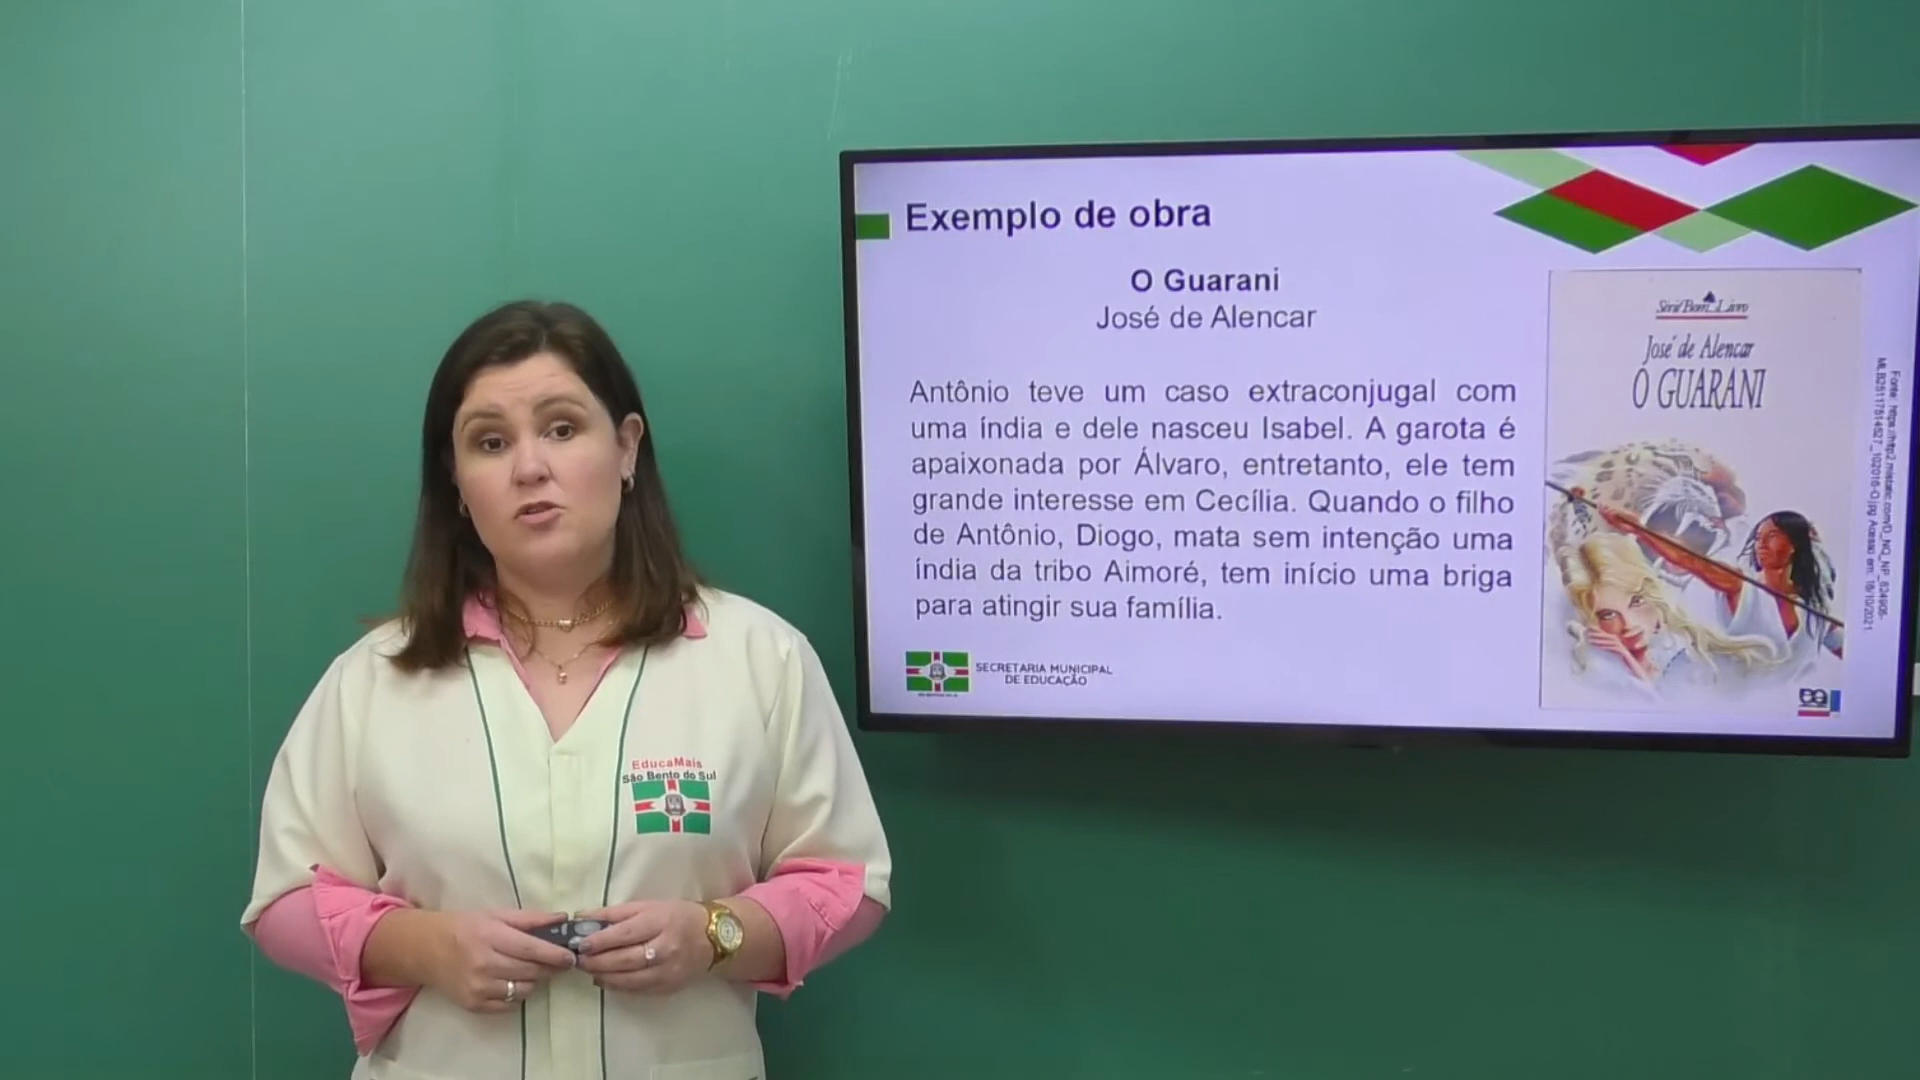 Exemplo de obra
O Guarani
José de Alencar
Antônio teve um caso extraconjugal com
uma índia e dele nasceu Isabel. A garota é
apaixonada por Álvaro, entretanto, ele tem
grande interesse em Cecília. Quando o filho
de Antônio, Diogo, mata sem intenção uma
índia da tribo Aimoré, tem início uma briga
para atingir sua família.
SECRETARIA MUNICIPAL
DE EDUCAÇÃO
Série Bom Livro
José de Alencar
O GUARANI
EducaMais
São Bento do Sul